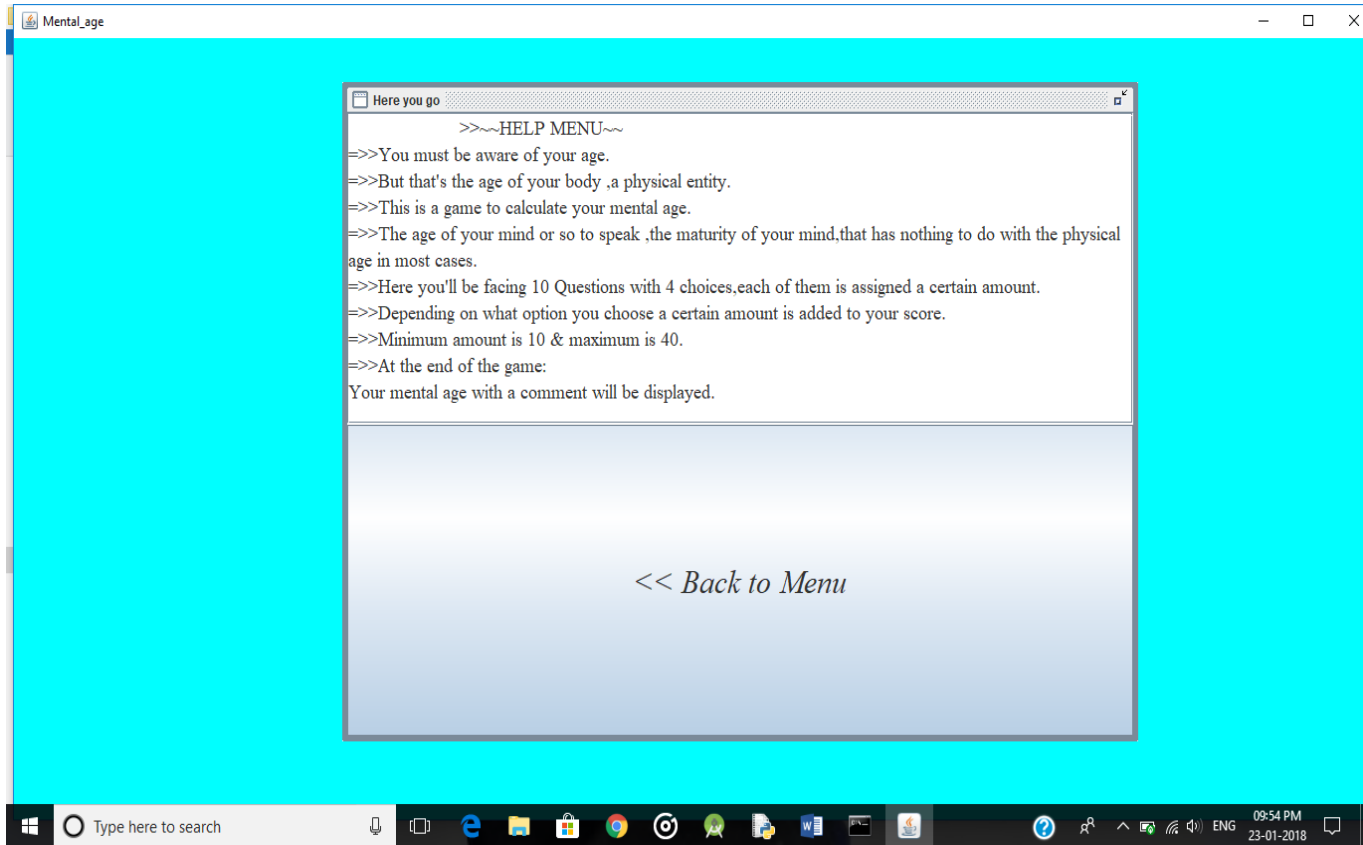 Mental_age
Here you go
>>~~HELP MENU~~
=>>You must be aware of your age.
=>>But that's the age of your body ,a physical entity.
=>>This is a game to calculate your mental age.
=>>The age of your mind or so to speak ,the maturity of your mind,that has nothing to do with the physical
age in most cases.
=>>Here you'll be facing 10 Questions with 4 choices,each of them is assigned a certain amount.
=>>Depending on what option you choose a certain amount is added to your score.
=>>Minimum amount is 10 & maximum is 40.
=>>At the end of the game:
Your mental age with a comment will be displayed.
<< Back to Menu
Type here to search
ENG
09:54 PM
23-01-2018